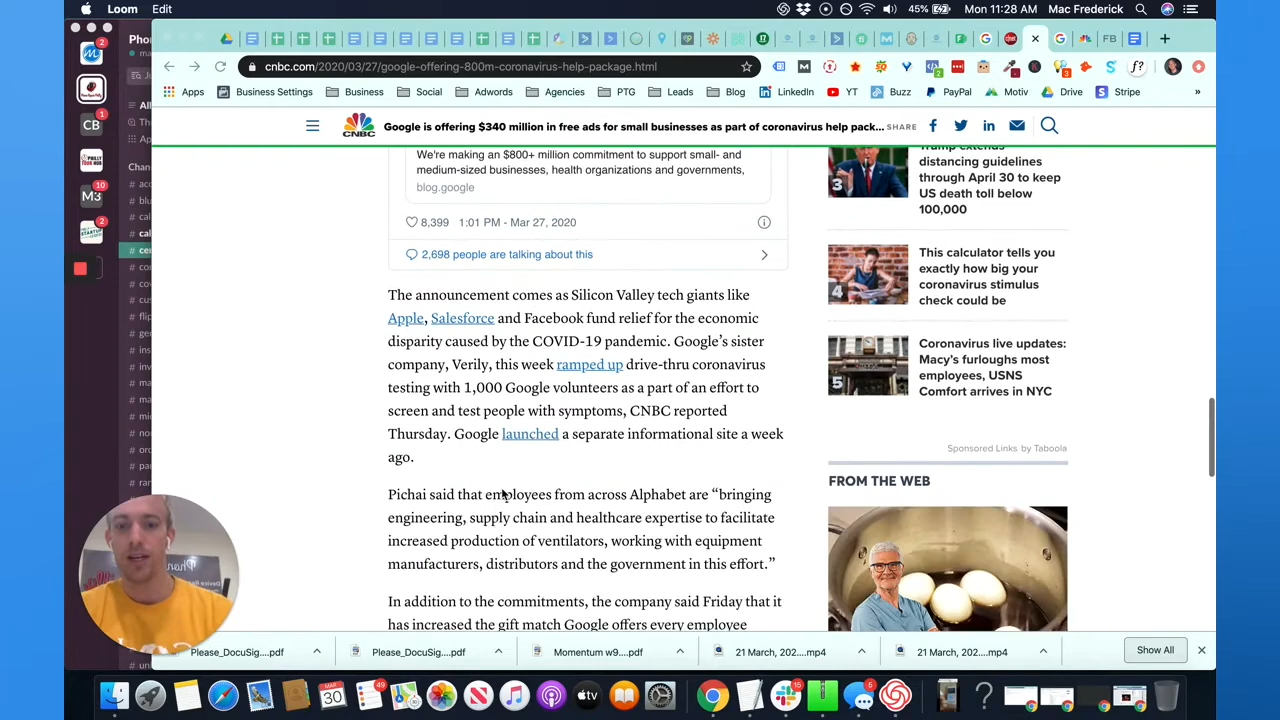 Loom Edit
45%
Mon 11:28 AM Mac Frederick
cnbc.com/2020/03/27/google-offering-800m-coronavirus-help-package.html
Apps Business Settings Business Social Adwords Agencies PTG Leads Blog LinkedIn YT Buzz PayPal Motiv Drive Stripe »
CNBC
Google is offering $340 million in free ads for small businesses as part of coronavirus help pack... SHARE
We're making an $800+ million commitment to support small- and
medium-sized businesses, health organizations and governments,
blog.google
8,399 1:01 PM - Mar 27, 2020
2,698 people are talking about this
The announcement comes as Silicon Valley tech giants like
Apple, Salesforce and Facebook fund relief for the economic
disparity caused by the COVID-19 pandemic. Google’s sister
company, Verily, this week ramped up drive-thru coronavirus
testing with 1,000 Google volunteers as a part of an effort to
screen and test people with symptoms, CNBC reported
Thursday. Google launched a separate informational site a week
ago.
Pichai said that employees from across Alphabet are “bringing
engineering, supply chain and healthcare expertise to facilitate
increased production of ventilators, working with equipment
manufacturers, distributors and the government in this effort.”
In addition to the commitments, the company said Friday that it
has increased the gift match Google offers every employee
3
Trump extends
distancing guidelines
through April 30 to keep
US death toll below
100,000
4
This calculator tells you
exactly how big your
coronavirus stimulus
check could be
5
Coronavirus live updates:
Macy’s furloughs most
employees, USNS
Comfort arrives in NYC
Sponsored Links by Taboola
FROM THE WEB
Please_DocuSig....pdf
Please_DocuSig....pdf
Momentum w9....pdf
21 March, 202....mp4
21 March, 202....mp4
Show All